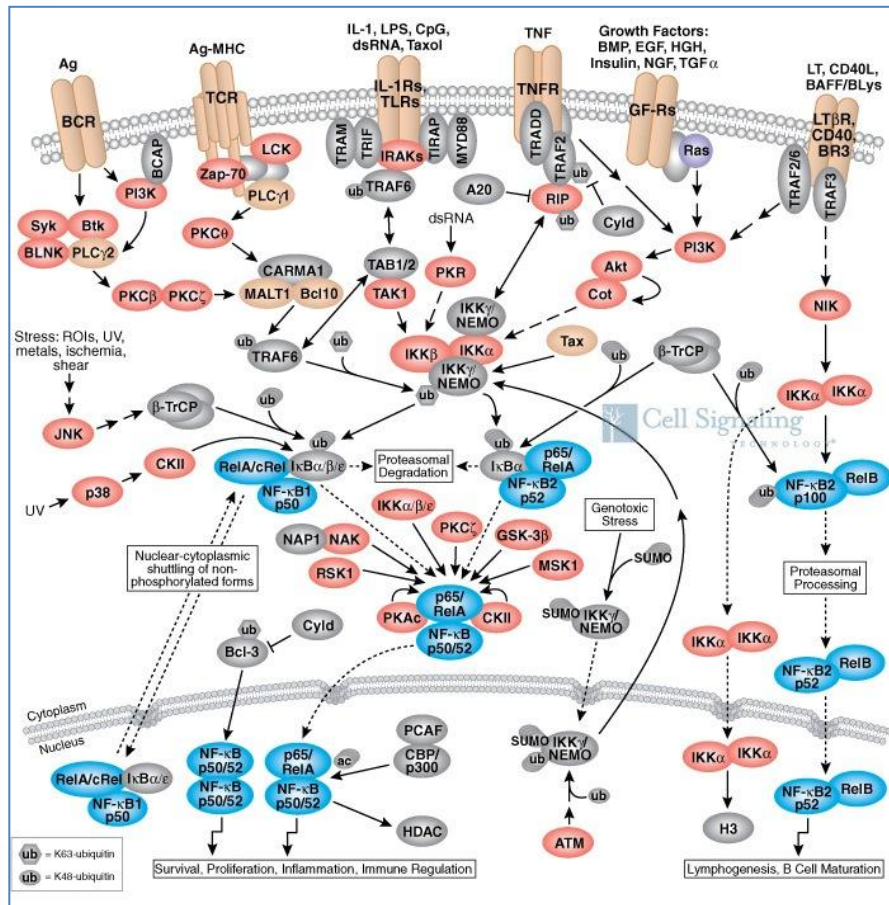 Ag
Ag-MHC
IL-1, LPS, CpG,
dsRNA, Taxol
TNF
Growth Factors:
BMP, EGF, HGH,
Insulin, NGF, TGFα
LT, CD40L,
BAFF/BLys
BCR
TCR
IL-1Rs,
TLRs
TNFR
GF-Rs
LTβR,
CD40,
BR3
BCAP
LCK
Zap-70
PLCγ1
PI3K
TRAM
TRIF
IRAKs
TIRAP
MYD88
TRADD
TRAF2
Ras
TRAF2/6
TRAF3
ub
TRAF6
A20
RIP
ub
ub
Cyld
Syk
Btk
BLNK
PLCγ2
PKCθ
dsRNA
PKR
TAB1/2
TAK1
PI3K
Akt
Cot
NIK
PKCβ
PKCζ
CARMA1
MALT1
Bcl10
IKKγ/
NEMO
IKKβ
IKKα
IKKγ/
NEMO
Tax
ub
TRAF6
ub
ub
ub
β-TrCP
ub
IKKα
IKKα
Stress: ROIs, UV,
metals, ischemia,
shear
JNK
β-TrCP
ub
Cell Signaling
TECHNOLOGY®
UV
p38
CKII
ub
RelA/cRel
IκBα/β/ε
NF-κB1
p50
Proteasomal
Degradation
ub
IκBα
p65/
RelA
NF-κB2
p52
ub
NF-κB2
p100
RelB
Nuclear-cytoplasmic
shuttling of non-
phosphorylated forms
NAP1
NAK
RSK1
IKKα/β/ε
PKCζ
GSK-3β
MSK1
Genotoxic
Stress
SUMO
SUMO
IKKγ/
NEMO
Proteasomal
Processing
PKAc
p65/
RelA
CKII
NF-κB
p50/52
ub
Bcl-3
Cyld
IKKα
IKKα
NF-κB2
p52
RelB
Cytoplasm
Nucleus
RelA/cRel
IκBα/ε
NF-κB1
p50
NF-κB
p50/52
NF-κB
p50/52
p65/
RelA
ac
NF-κB
p50/52
PCAF
CBP/
p300
HDAC
SUMO
ub
IKKγ/
NEMO
ub
ATM
IKKα
IKKα
H3
NF-κB2
p52
RelB
ub = K63-ubiquitin
ub = K48-ubiquitin
Survival, Proliferation, Inflammation, Immune Regulation
Lymphogenesis, B Cell Maturation